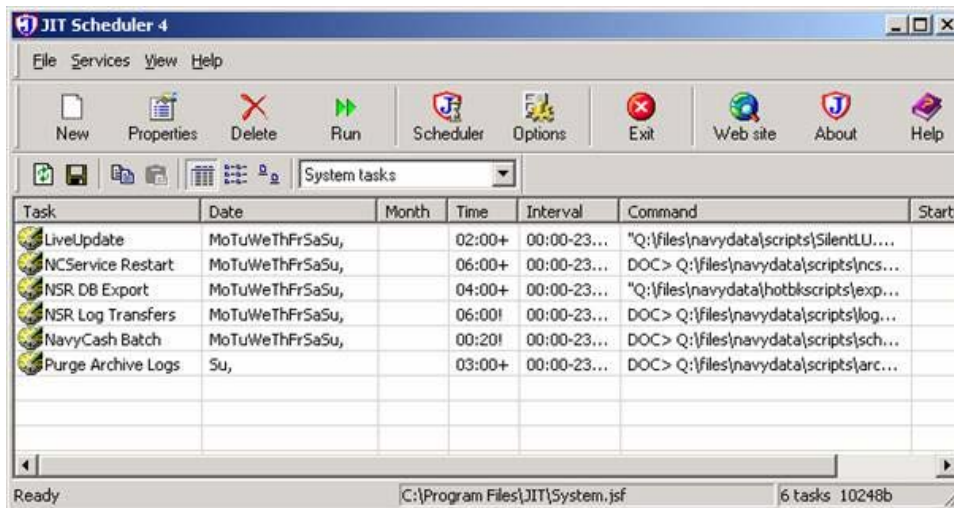 JIT Scheduler 4
File Services View Help
New Properties Delete Run Scheduler Options Exit Web site About Help
System tasks
Task Date Month Time Interval Command Start
LiveUpdate MoTuWeThFrSaSu, 02:00+ 00:00-23... "Q:\files\navydata\scripts\SilentLU....
NCService Restart MoTuWeThFrSaSu, 06:00+ 00:00-23... DOC> Q:\files\navydata\scripts\ncs...
NSR DB Export MoTuWeThFrSaSu, 04:00+ 00:00-23... "Q:\files\navydata\hotbkscripts\exp...
NSR Log Transfers MoTuWeThFrSaSu, 06:00! 00:00-23... DOC> Q:\files\navydata\scripts\log...
NavyCash Batch MoTuWeThFrSaSu, 00:20! 00:00-23... DOC> Q:\files\navydata\scripts\sch...
Purge Archive Logs Su, 03:00+ 00:00-23... DOC> Q:\files\navydata\scripts\arc...
Ready C:\Program Files\JIT\System.jsf 6 tasks 10248b